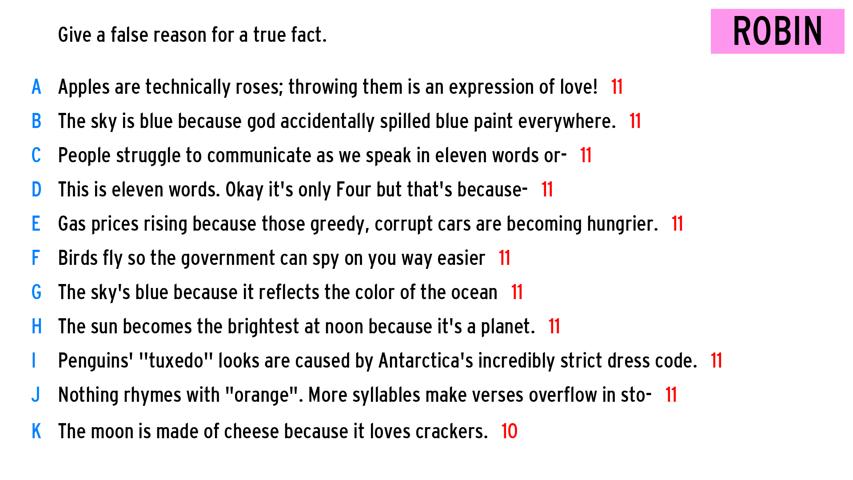 Give a false reason for a true fact.
ROBIN
A Apples are technically roses; throwing them is an expression of love! 11
B The sky is blue because god accidentally spilled blue paint everywhere. 11
C People struggle to communicate as we speak in eleven words or- 11
D This is eleven words. Okay it's only Four but that's because- 11
E Gas prices rising because those greedy, corrupt cars are becoming hungrier. 11
F Birds fly so the government can spy on you way easier 11
G The sky's blue because it reflects the color of the ocean 11
H The sun becomes the brightest at noon because it's a planet. 11
I Penguins' "tuxedo" looks are caused by Antarctica's incredibly strict dress code. 11
J Nothing rhymes with "orange". More syllables make verses overflow in sto- 11
K The moon is made of cheese because it loves crackers. 10